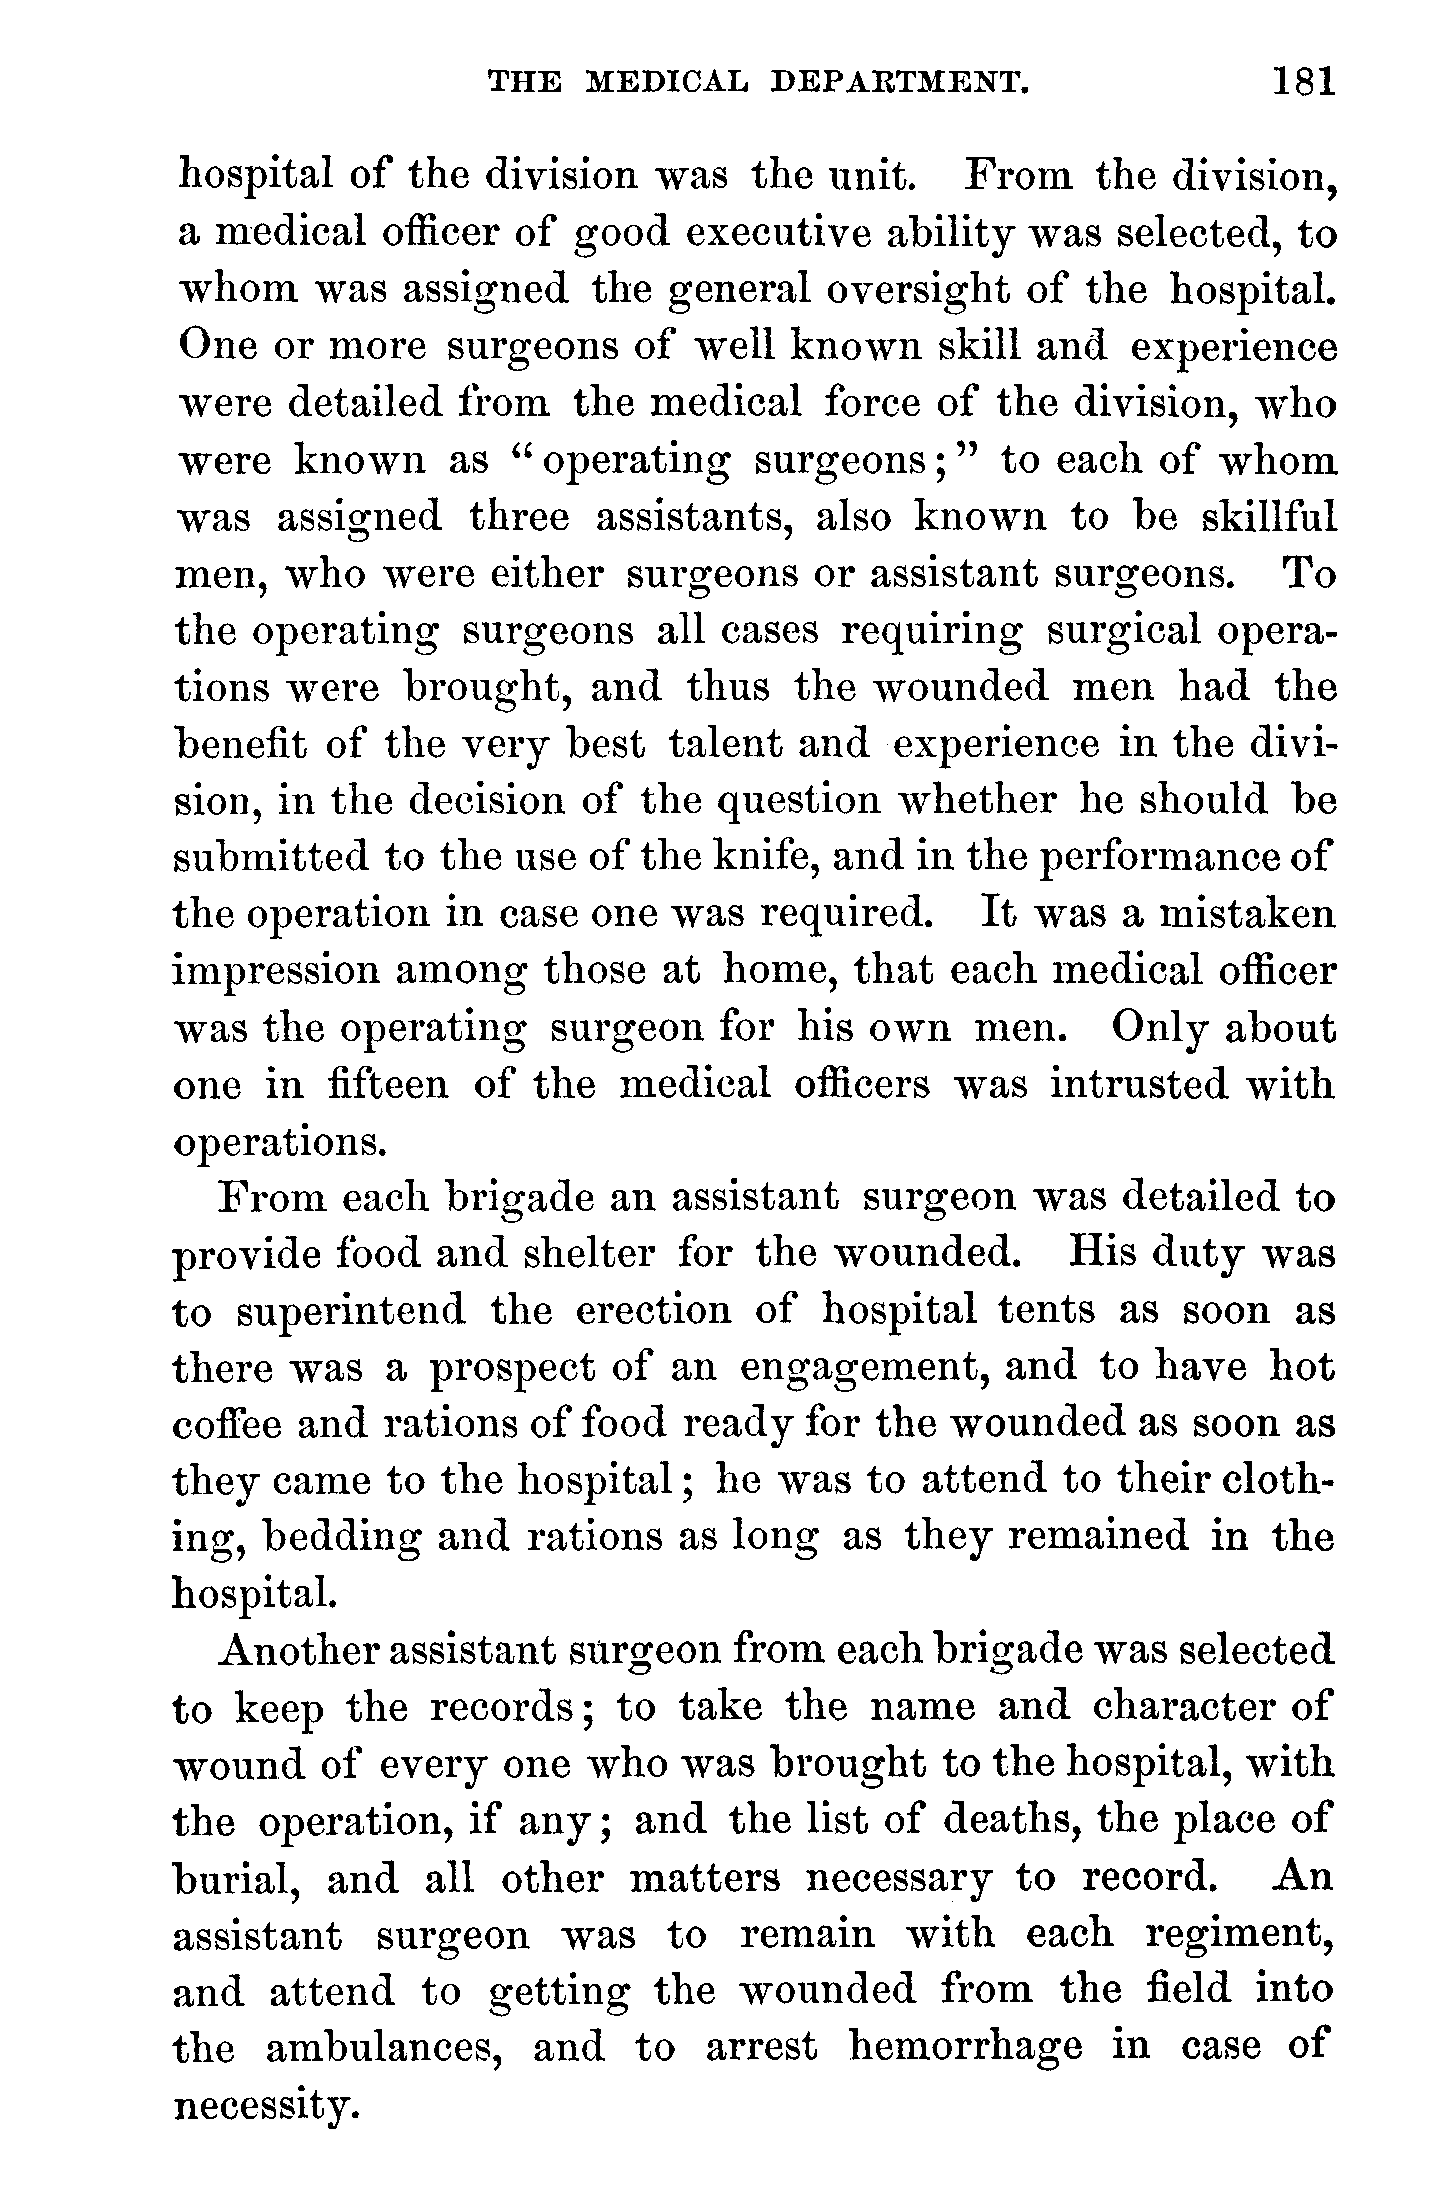 THE MEDICAL DEPARTMENT. 181
hospital of the division was the unit. From the division,
a medical officer of good executive ability was selected, to
whom was assigned the general oversight of the hospital.
One or more surgeons of well known skill and experience
were detailed from the medical force of the division, who
were known as “operating surgeons;” to each of whom
was assigned three assistants, also known to be skillful
men, who were either surgeons or assistant surgeons. To
the operating surgeons all cases requiring surgical opera-
tions were brought, and thus the wounded men had the
benefit of the very best talent and experience in the divi-
sion, in the decision of the question whether he should be
submitted to the use of the knife, and in the performance of
the operation in case one was required. It was a mistaken
impression among those at home, that each medical officer
was the operating surgeon for his own men. Only about
one in fifteen of the medical officers was intrusted with
operations.
From each brigade an assistant surgeon was detailed to
provide food and shelter for the wounded. His duty was
to superintend the erection of hospital tents as soon as
there was a prospect of an engagement, and to have hot
coffee and rations of food ready for the wounded as soon as
they came to the hospital; he was to attend to their cloth-
ing, bedding and rations as long as they remained in the
hospital.
Another assistant surgeon from each brigade was selected
to keep the records; to take the name and character of
wound of every one who was brought to the hospital, with
the operation, if any; and the list of deaths, the place of
burial, and all other matters necessary to record. An
assistant surgeon was to remain with each regiment,
and attend to getting the wounded from the field into
the ambulances, and to arrest hemorrhage in case of
necessity.